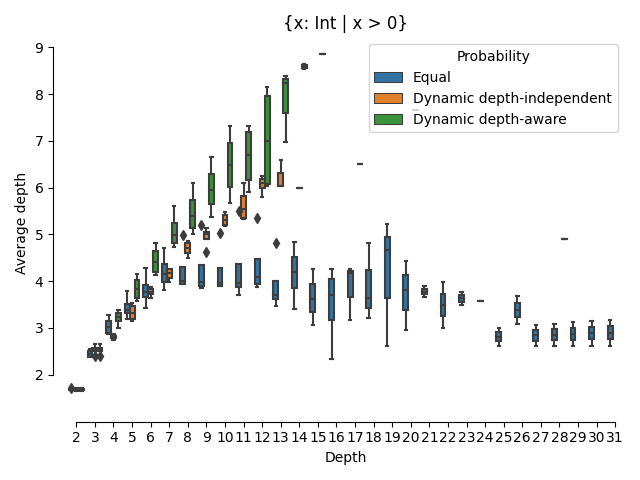 {x: Int | x > 0}
Probability
Equal
Dynamic depth-independent
Dynamic depth-aware
Average depth
9
8
7
6
5
4
3
2
2 3 4 5 6 7 8 9 10 11 12 13 14 15 16 17 18 19 20 21 22 23 24 25 26 27 28 29 30 31
Depth